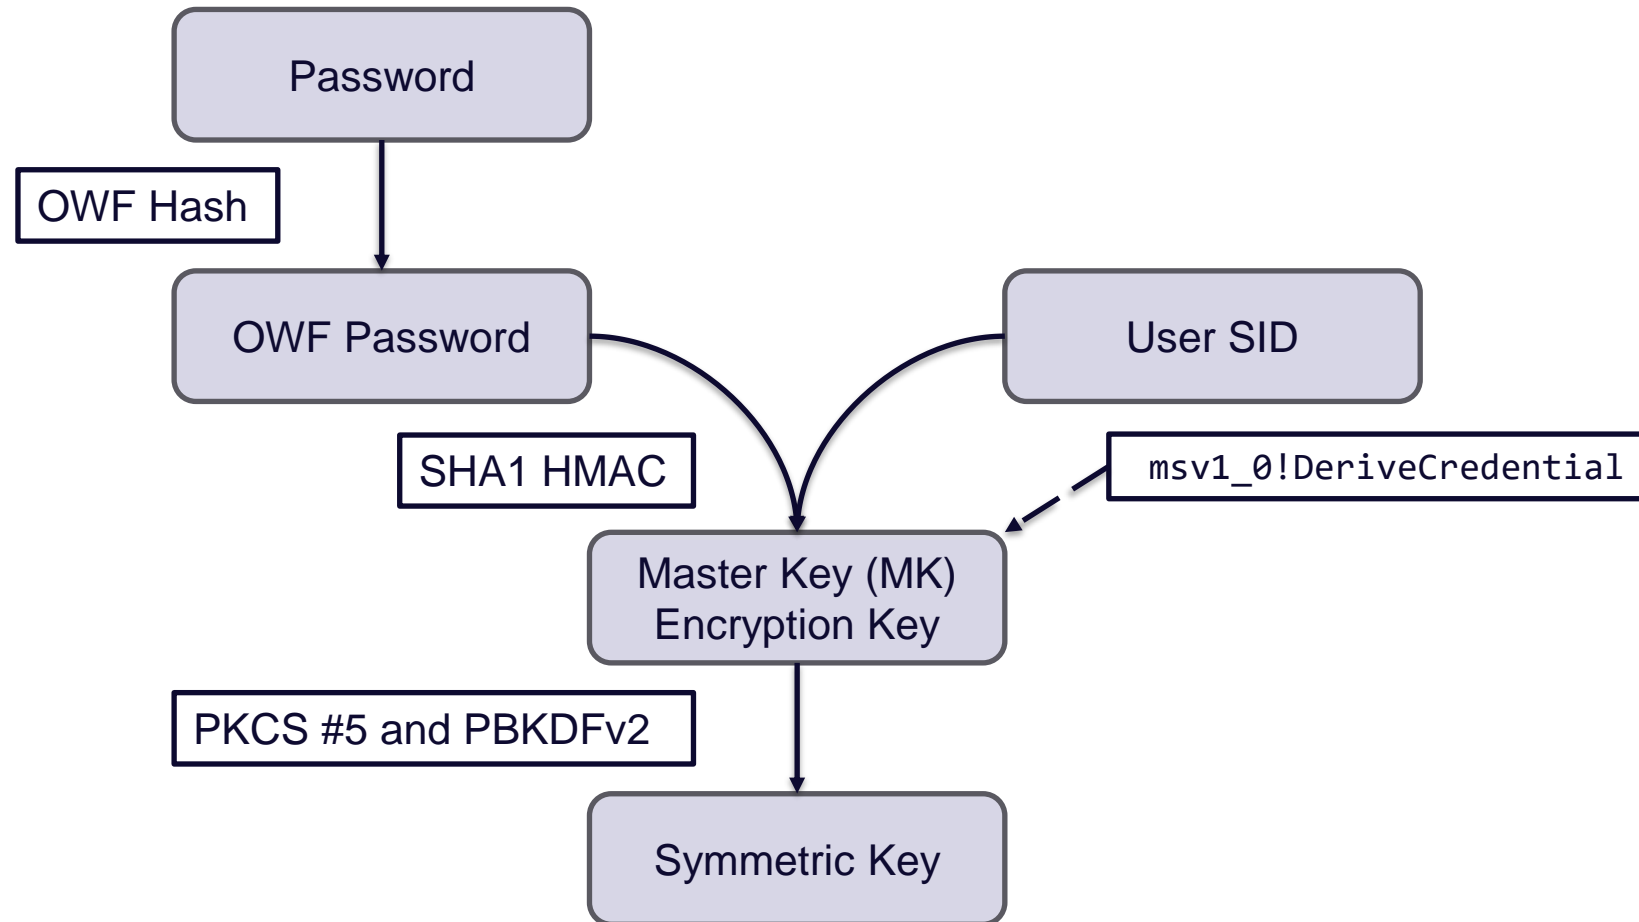 Password
OWF Hash
OWF Password
User SID
SHA1 HMAC
msv1_0!DeriveCredential
Master Key (MK)
Encryption Key
PKCS #5 and PBKDFv2
Symmetric Key